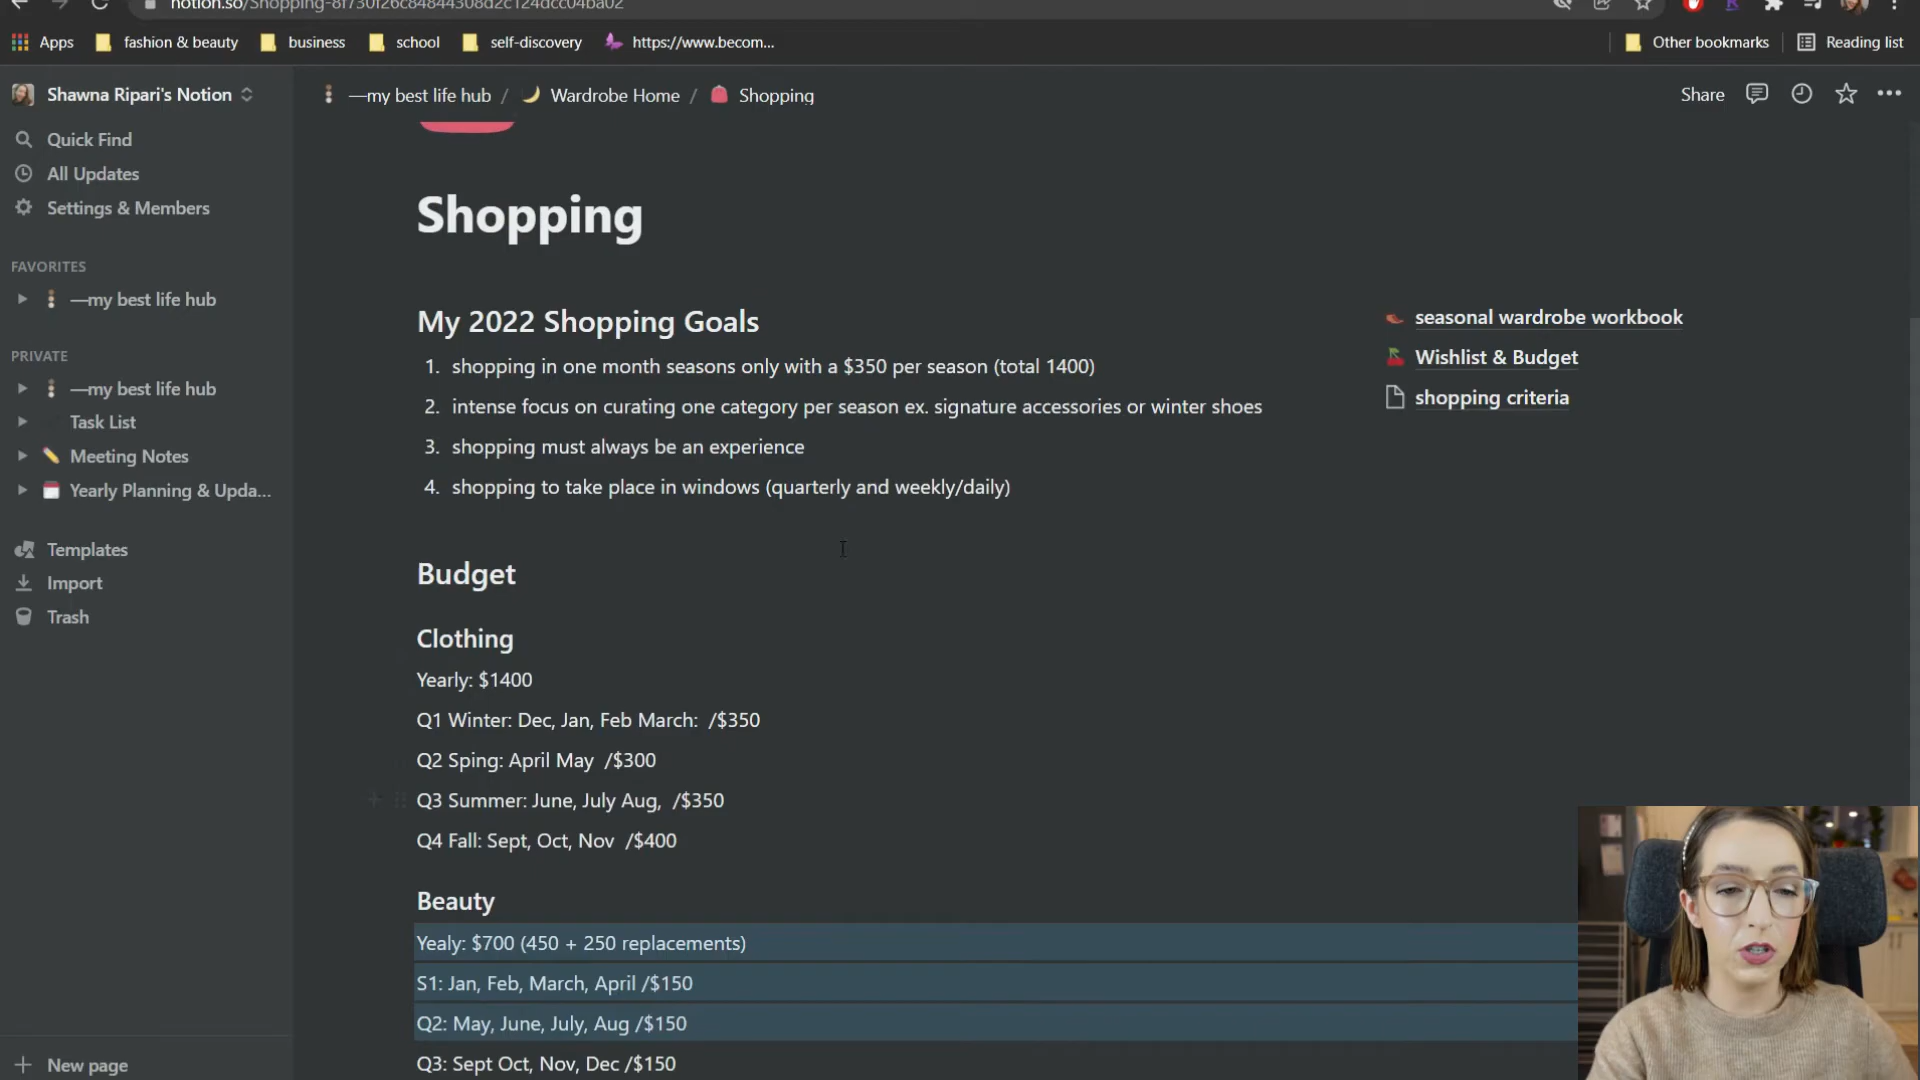 notion.so/Shopping-8f730f26c84844308d2c124dcc04ba02
Apps
fashion & beauty
business
school
self-discovery
https://www.becom...
Other bookmarks
Reading list
Shawna Ripari's Notion
Quick Find
All Updates
Settings & Members
FAVORITES
—my best life hub
PRIVATE
—my best life hub
Task List
Meeting Notes
Yearly Planning & Upda...
Templates
Import
Trash
New page
—my best life hub / Wardrobe Home / Shopping
Share
Shopping
My 2022 Shopping Goals
1. shopping in one month seasons only with a $350 per season (total 1400)
2. intense focus on curating one category per season ex. signature accessories or winter shoes
3. shopping must always be an experience
4. shopping to take place in windows (quarterly and weekly/daily)
seasonal wardrobe workbook
Wishlist & Budget
shopping criteria
Budget
Clothing
Yearly: $1400
Q1 Winter: Dec, Jan, Feb March: /$350
Q2 Sping: April May /$300
Q3 Summer: June, July Aug, /$350
Q4 Fall: Sept, Oct, Nov /$400
Beauty
Yealy: $700 (450 + 250 replacements)
S1: Jan, Feb, March, April /$150
Q2: May, June, July, Aug /$150
Q3: Sept Oct, Nov, Dec /$150